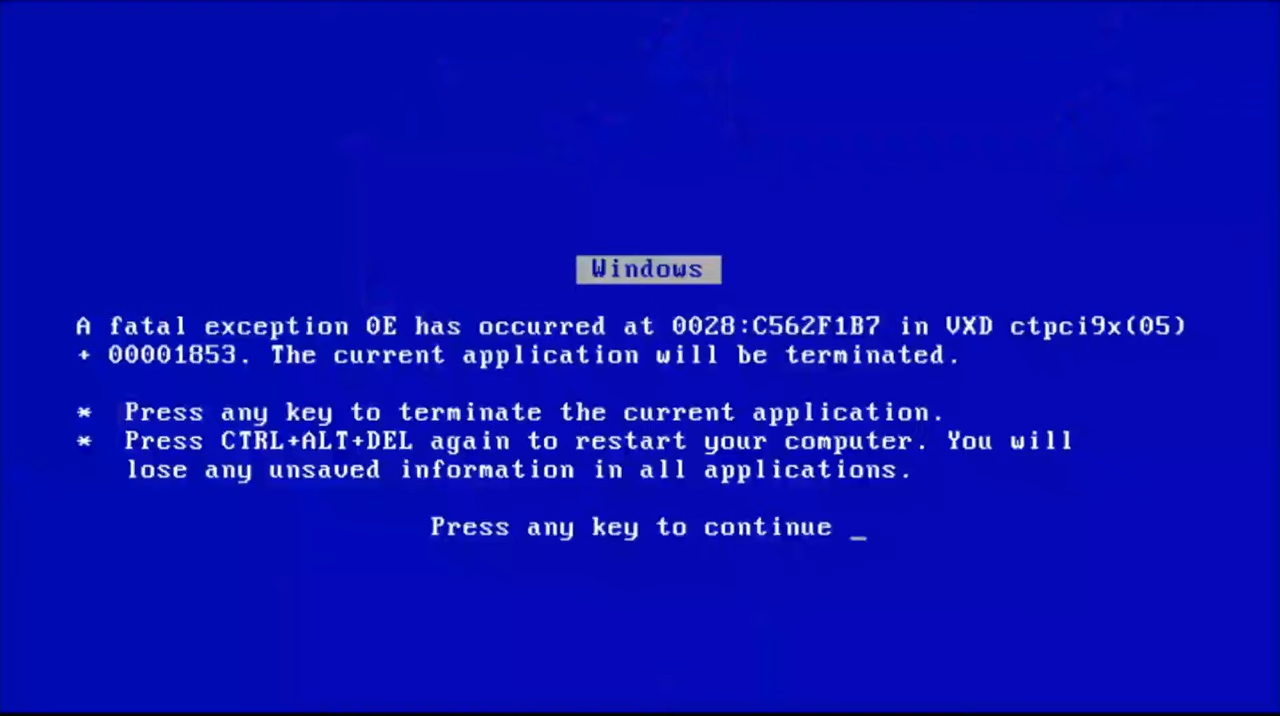 Windows
A fatal exception 0E has occurred at 0028:C562F1B7 in VXD ctpci9x(05)
+ 00001853. The current application will be terminated.
* Press any key to terminate the current application.
* Press CTRL+ALT+DEL again to restart your computer. You will
lose any unsaved information in all applications.
Press any key to continue _